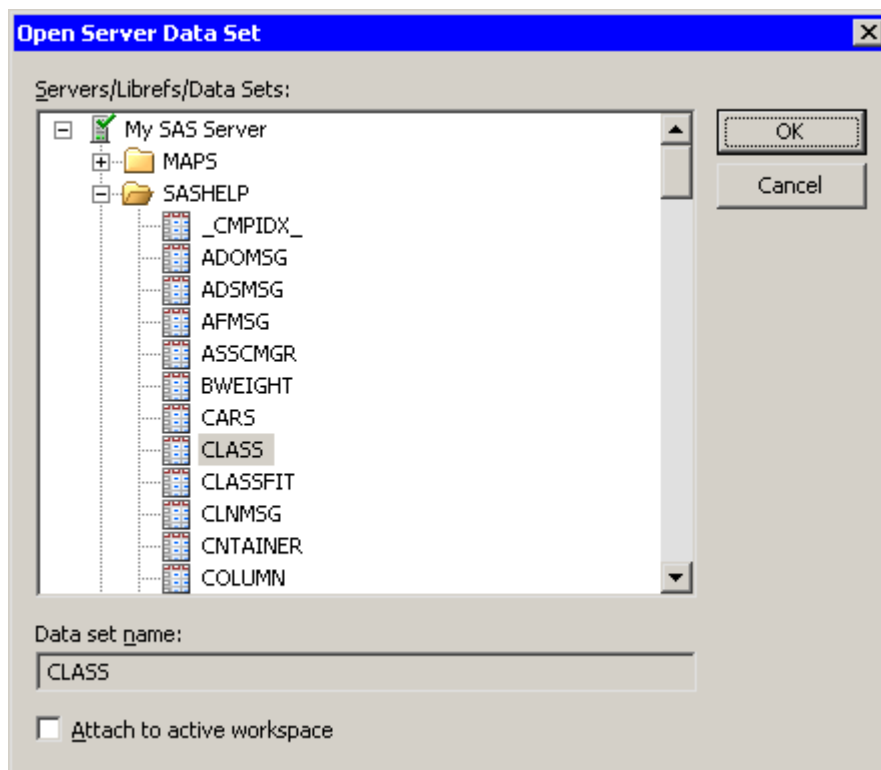 Open Server Data Set
Servers/Librefs/Data Sets:
My SAS Server
MAPS
SASHELP
_CMPIDX_
ADOMSG
ADSMSG
AFMSG
ASSCMGR
BWEIGHT
CARS
CLASS
CLASSFIT
CLNMSG
CNTAINER
COLUMN
OK
Cancel
Data set name:
CLASS
Attach to active workspace